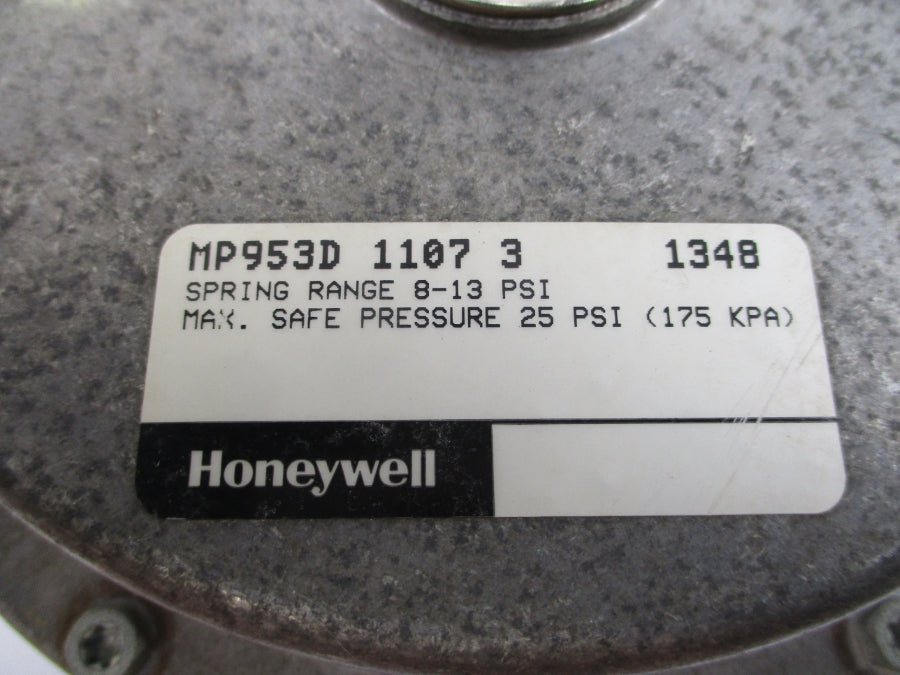 MP953D 1107 3 1348
SPRING RANGE 8-13 PSI
MAX. SAFE PRESSURE 25 PSI (175 KPA)
Honeywell